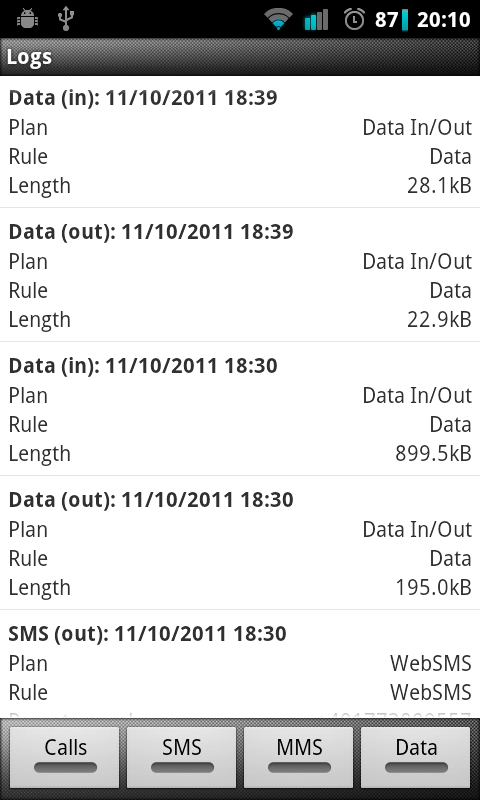 87 20:10
Logs
Data (in): 11/10/2011 18:39
Plan Data In/Out
Rule Data
Length 28.1kB
Data (out): 11/10/2011 18:39
Plan Data In/Out
Rule Data
Length 22.9kB
Data (in): 11/10/2011 18:30
Plan Data In/Out
Rule Data
Length 899.5kB
Data (out): 11/10/2011 18:30
Plan Data In/Out
Rule Data
Length 195.0kB
SMS (out): 11/10/2011 18:30
Plan WebSMS
Rule WebSMS
Calls SMS MMS Data